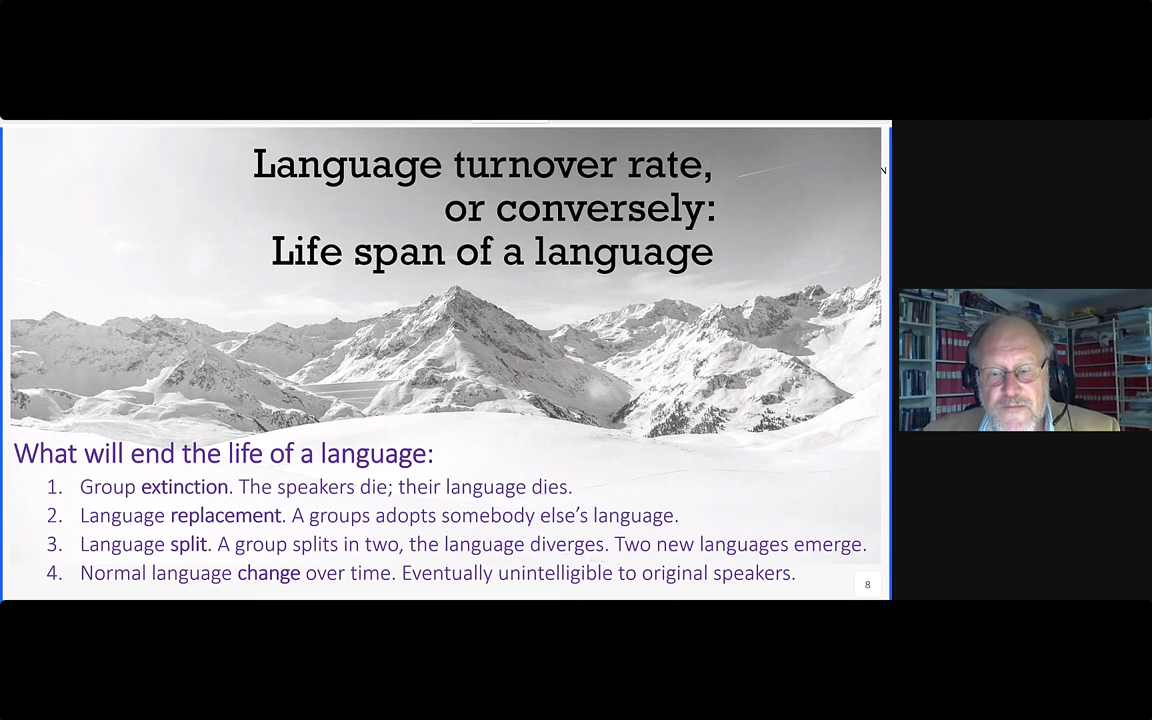 Language turnover rate,
or conversely:
Life span of a language
N
What will end the life of a language:
1. Group extinction. The speakers die; their language dies.
2. Language replacement. A groups adopts somebody else's language.
3. Language split. A group splits in two, the language diverges. Two new languages emerge.
4. Normal language change over time. Eventually unintelligible to original speakers.
8